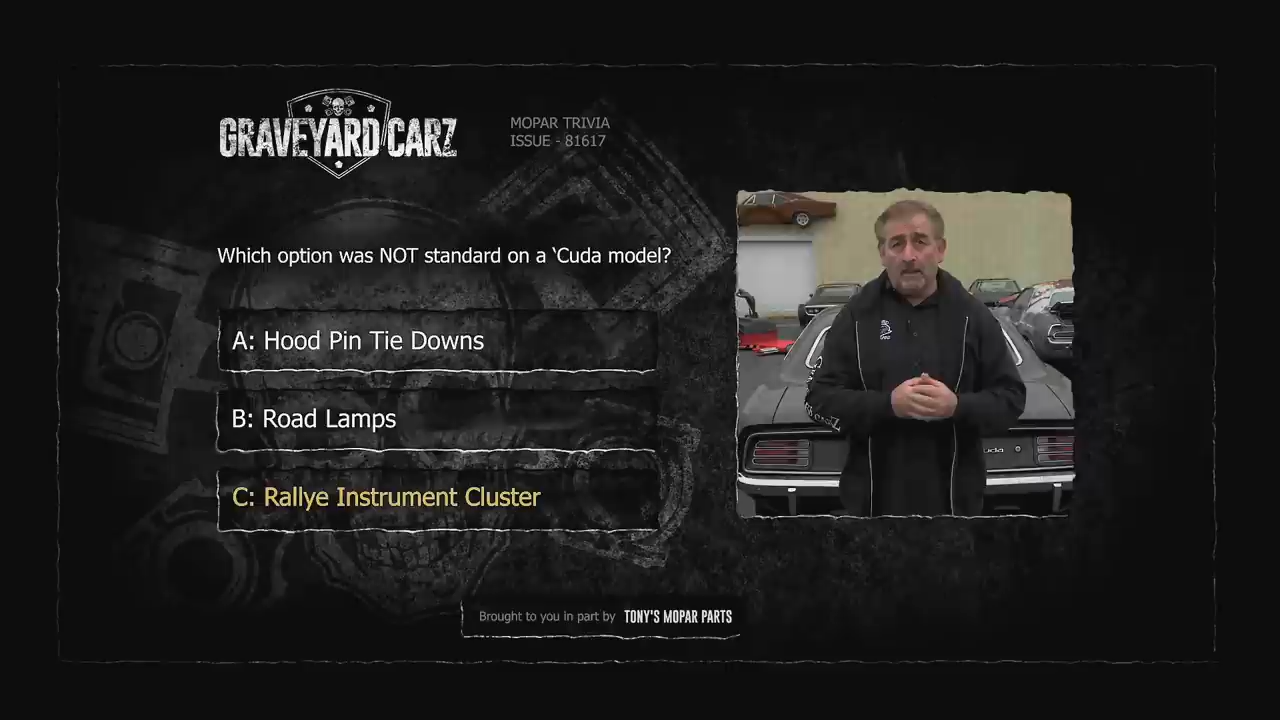 GRAVEYARD CARZ
MOPAR TRIVIA
ISSUE - 81617
Which option was NOT standard on a ‘Cuda model?
A: Hood Pin Tie Downs
B: Road Lamps
C: Rallye Instrument Cluster
Brought to you in part by TONY'S MOPAR PARTS